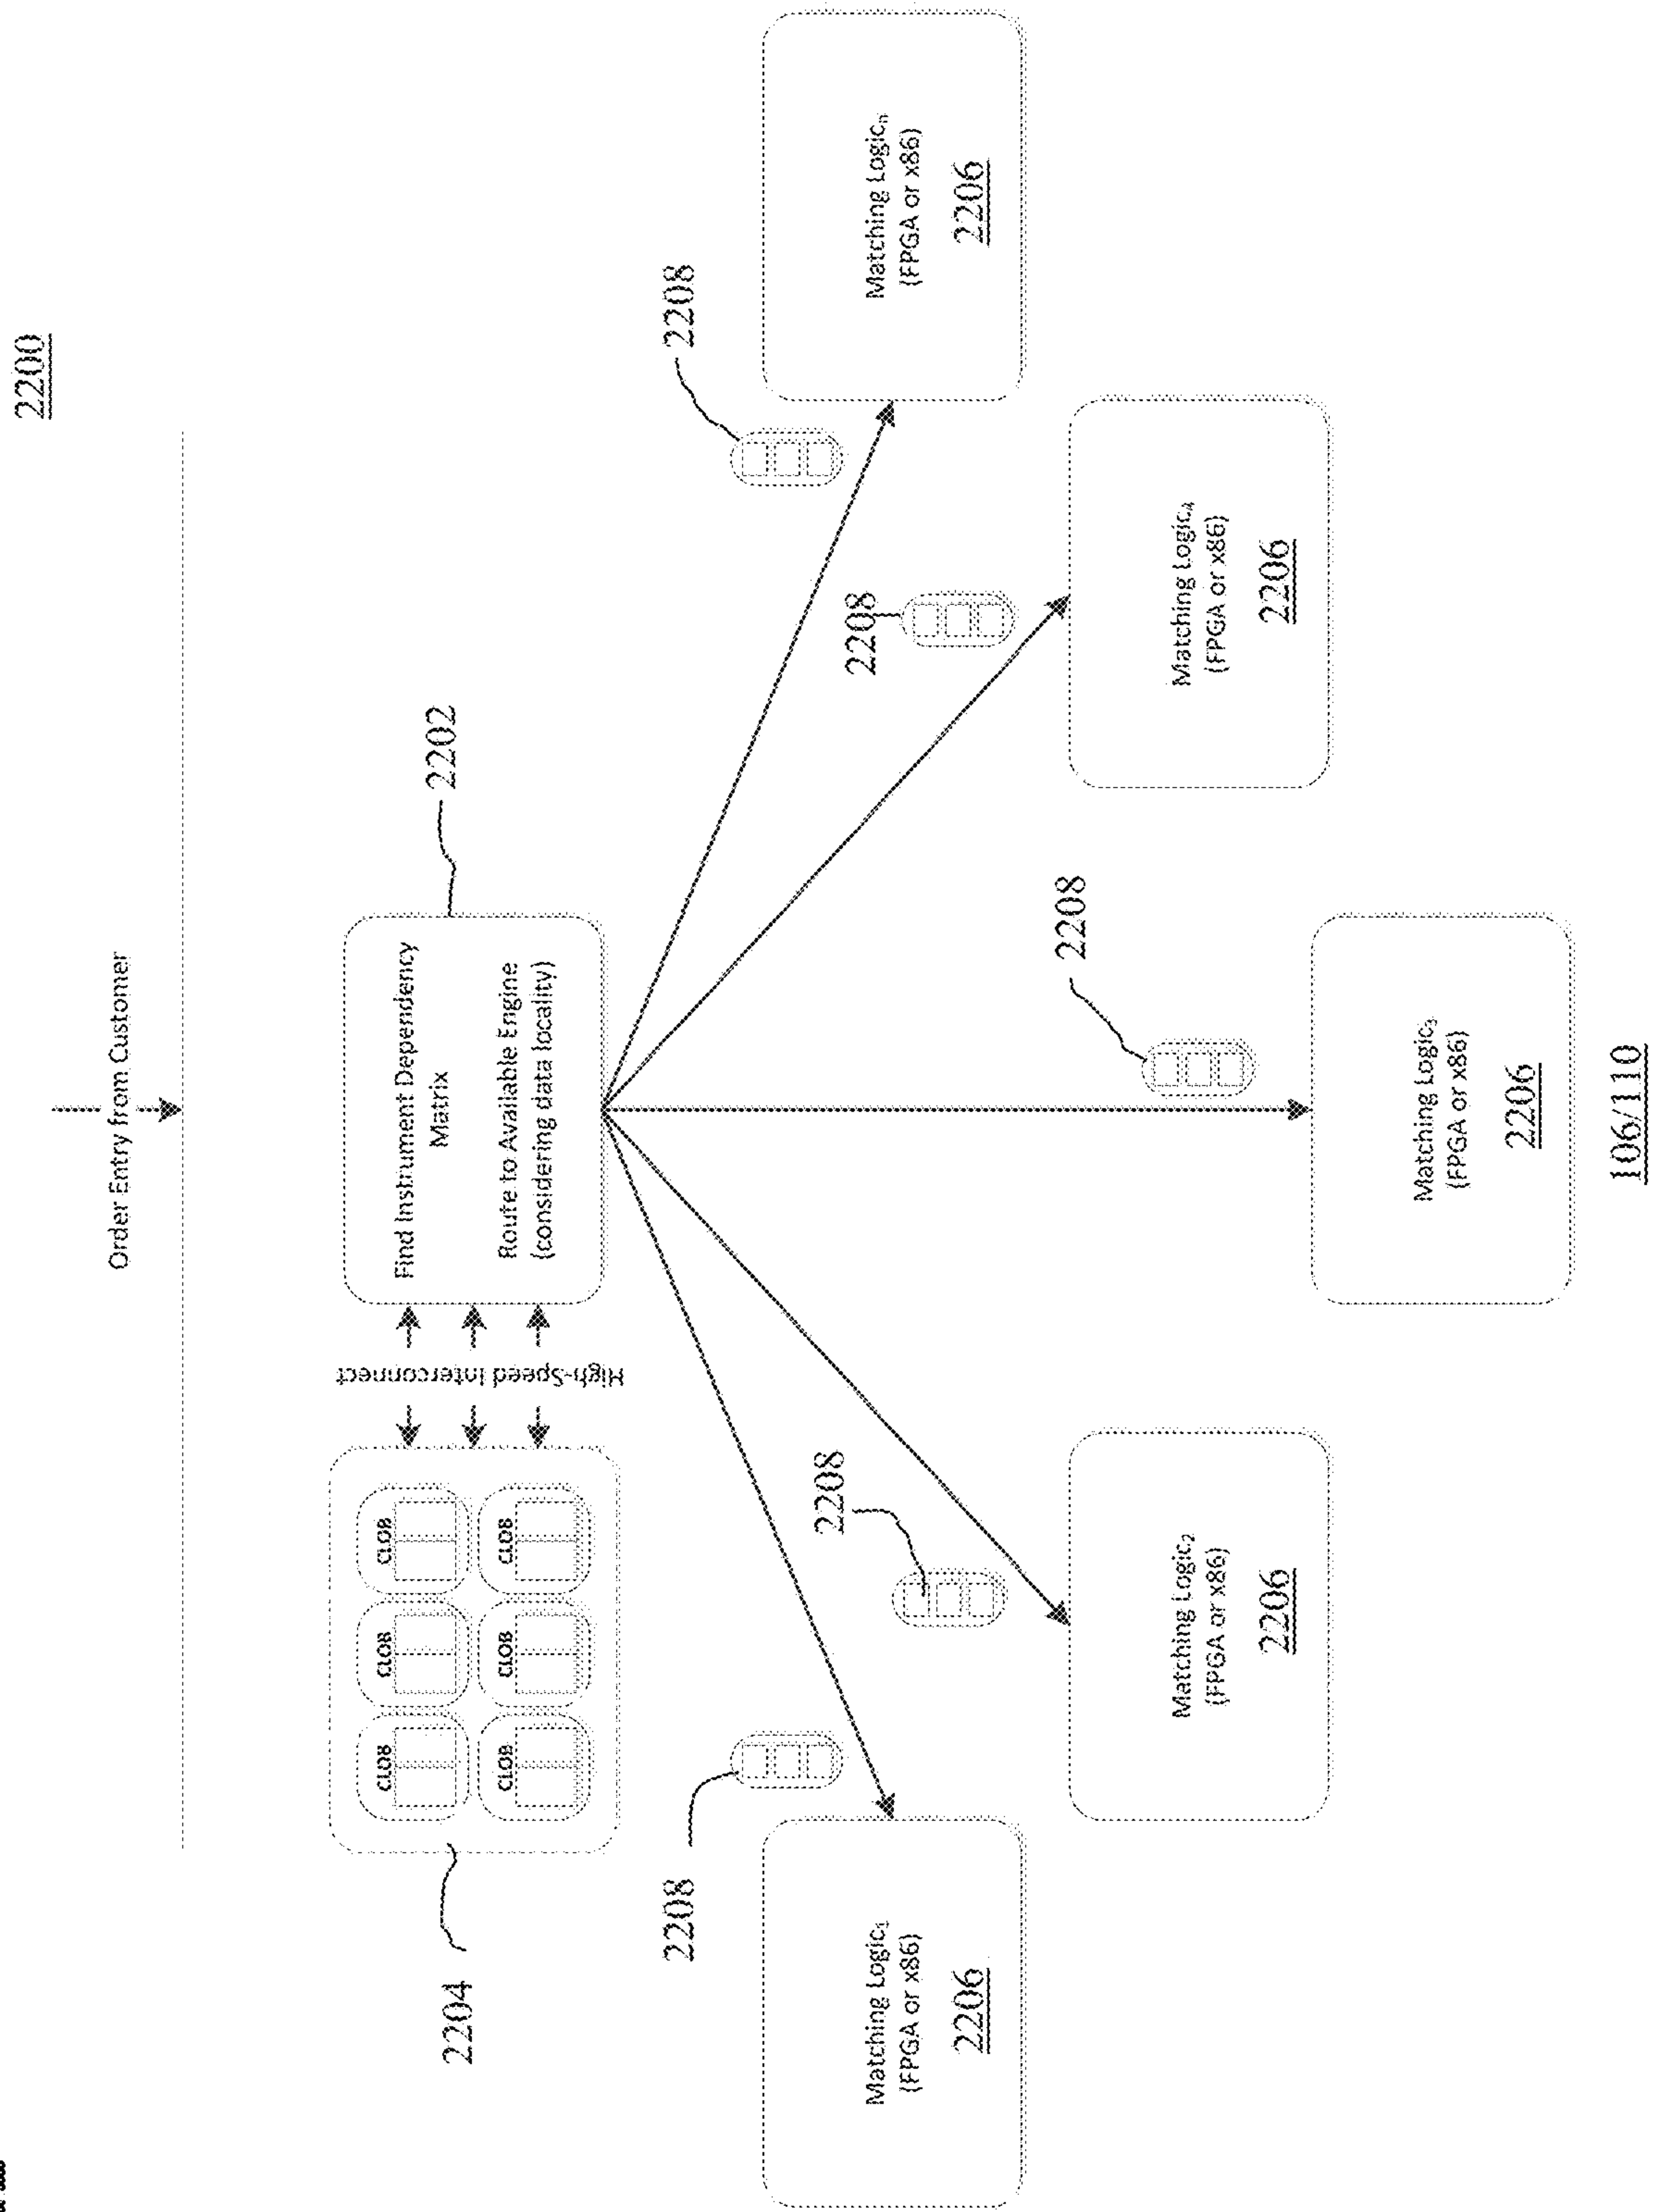 2200
Order Entry from Customer
2202
Find Instrument Dependency
Matrix
Route to Available Engine
(considering data locality)
High-Speed Interconnect
CLOB
CLOB
CLOB
CLOB
CLOB
CLOB
2204
2208
2208
2208
2208
2208
Matching Logic₁
(FPGA or x86)
2206
Matching Logic₂
(FPGA or x86)
2206
Matching Logic₃
(FPGA or x86)
2206
Matching Logic₄
(FPGA or x86)
2206
Matching Logicₙ
(FPGA or x86)
2206
106/110